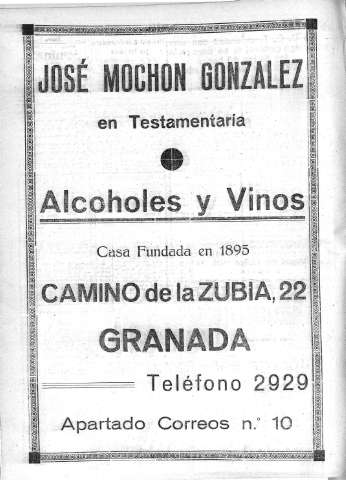 JOSÉ MOCHON GONZALEZ
en Testamentaría
Alcoholes y Vinos
Casa Fundada en 1895
CAMINO de la ZUBIA, 22
GRANADA
Teléfono 2929
Apartado Correos n.º 10